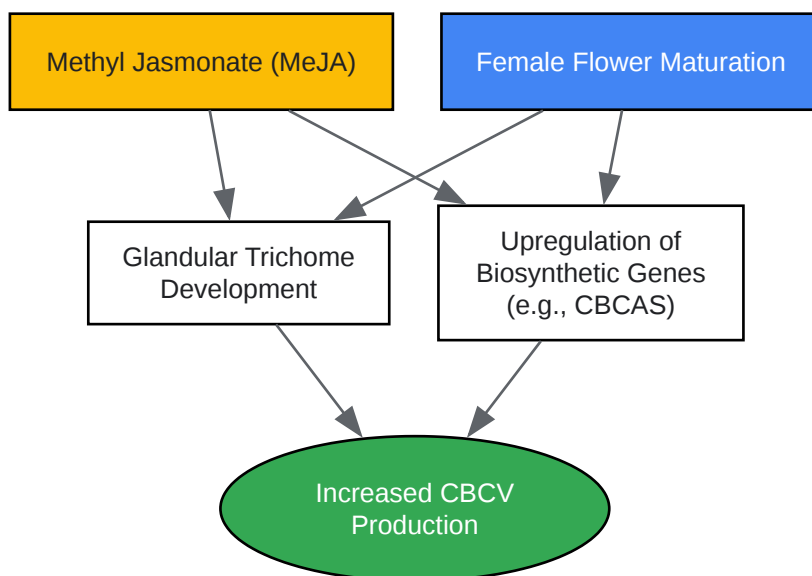 Methyl Jasmonate (MeJA)
Female Flower Maturation
Glandular Trichome
Development
Upregulation of
Biosynthetic Genes
(e.g., CBCAS)
Increased CBCV
Production